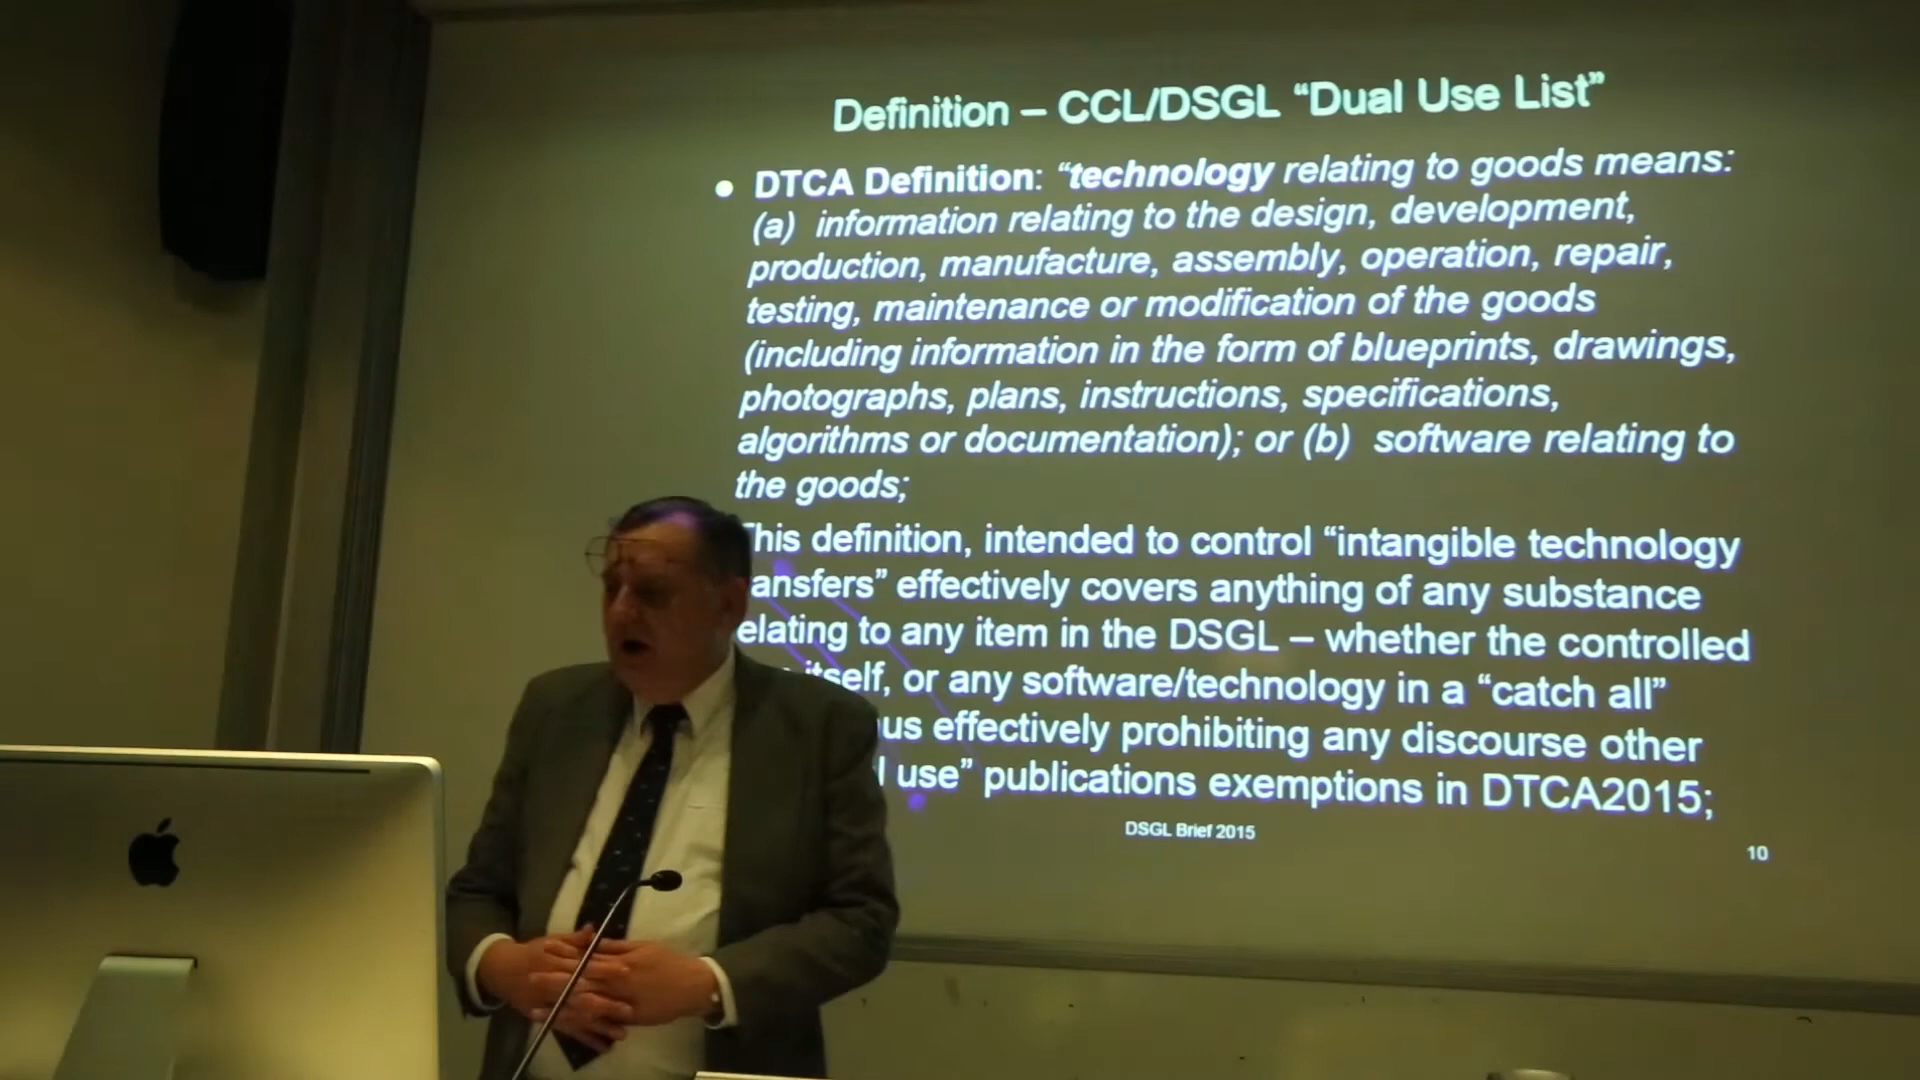 Definition – CCL/DSGL “Dual Use List”
● DTCA Definition: “technology relating to goods means:
(a) information relating to the design, development,
production, manufacture, assembly, operation, repair,
testing, maintenance or modification of the goods
(including information in the form of blueprints, drawings,
photographs, plans, instructions, specifications,
algorithms or documentation); or (b) software relating to
the goods;
his definition, intended to control “intangible technology
ansfers” effectively covers anything of any substance
elating to any item in the DSGL – whether the controlled
itself, or any software/technology in a “catch all”
us effectively prohibiting any discourse other
use” publications exemptions in DTCA2015;
DSGL Brief 2015
10